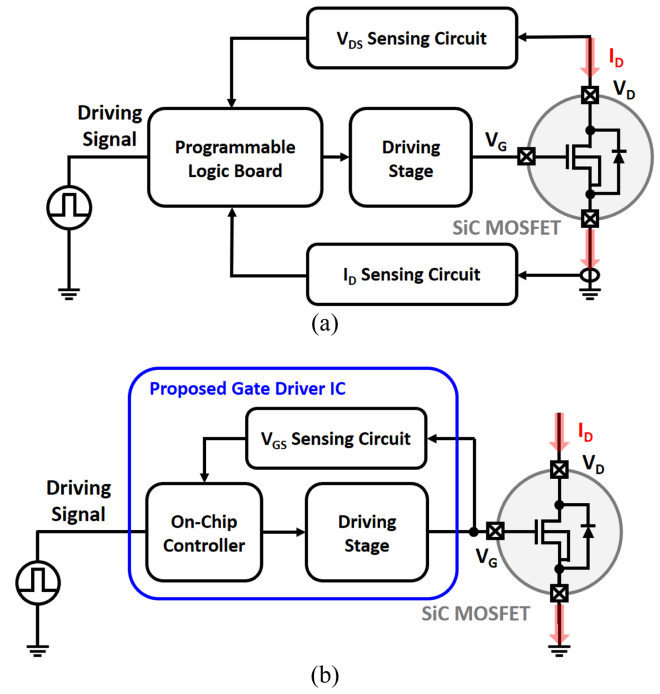 V_DS Sensing Circuit
I_D
V_D
Driving
Signal
Programmable
Logic Board
Driving
Stage
V_G
SiC MOSFET
I_D Sensing Circuit
(a)
Proposed Gate Driver IC
V_GS Sensing Circuit
I_D
V_D
Driving
Signal
On-Chip
Controller
Driving
Stage
V_G
SiC MOSFET
(b)